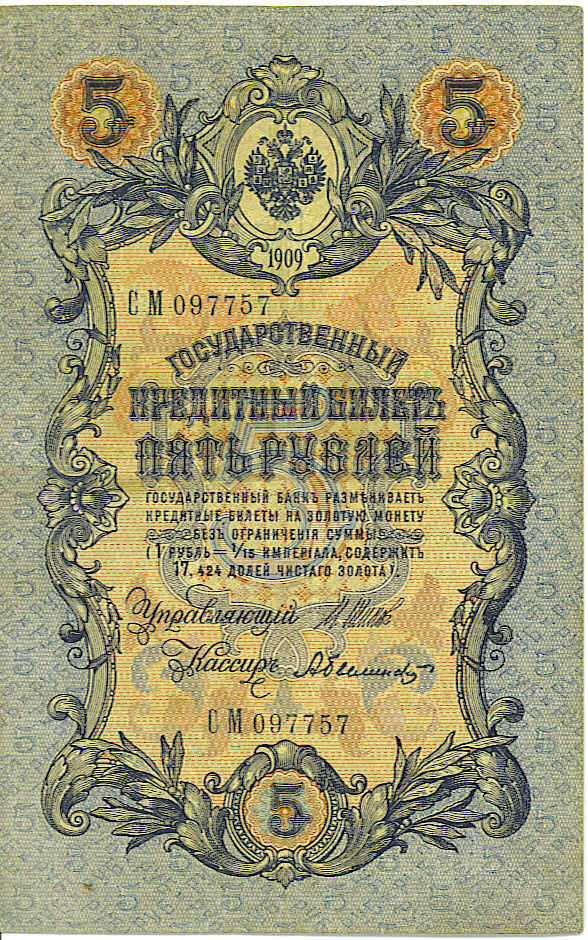 5 5
1909
СМ 097757
ГОСУДАРСТВЕННЫЙ
КРЕДИТНЫЙ БИЛЕТЪ
ПЯТЬ РУБЛЕЙ
ГОСУДАРСТВЕННЫЙ БАНКЪ РАЗМѢНИВАЕТЪ
КРЕДИТНЫЕ БИЛЕТЫ НА ЗОЛОТУЮ МОНЕТУ
БЕЗЪ ОГРАНИЧЕНІЯ СУММЫ
(1 РУБЛЬ = 1/15 ИМПЕРІАЛА, СОДЕРЖИТЪ
17,424 ДОЛЕЙ ЧИСТАГО ЗОЛОТА).
Управляющій
Кассиръ
СМ 097757
5